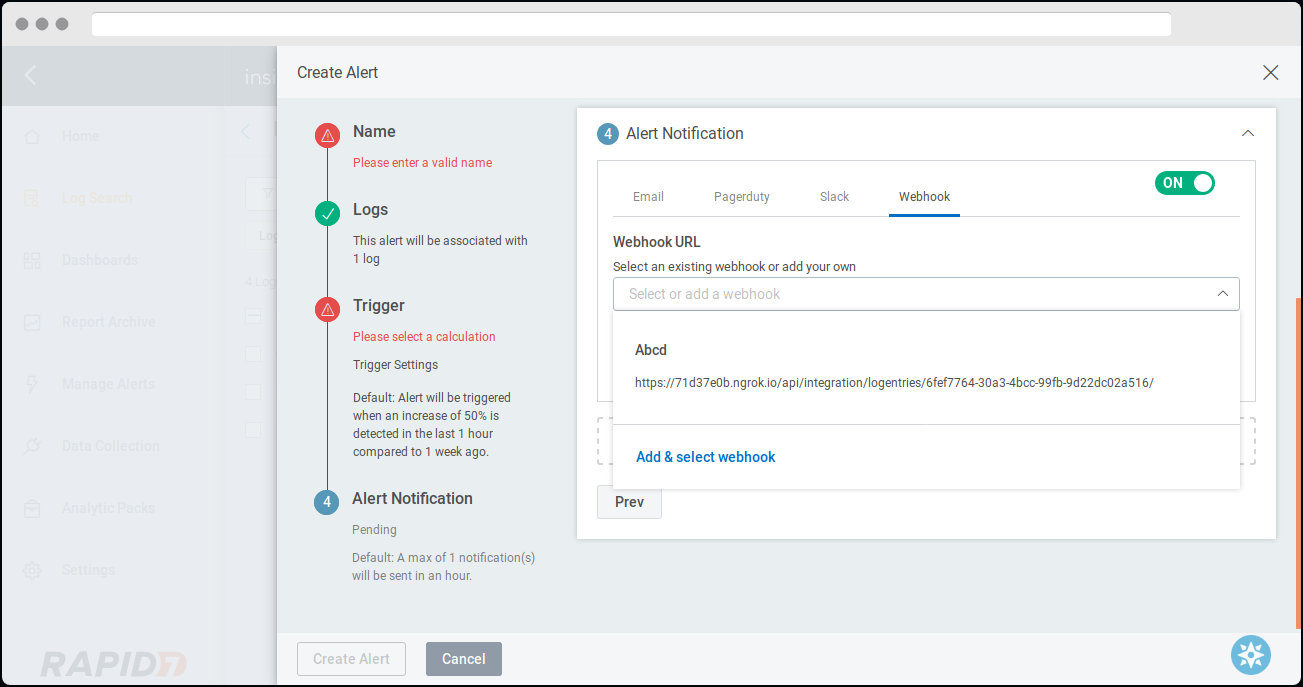 insi
Create Alert
Home
Log Search
Dashboards
Report Archive
Manage Alerts
Data Collection
Analytic Packs
Settings
RAPID7
Log
4 Log
Name
Please enter a valid name
Logs
This alert will be associated with
1 log
Trigger
Please select a calculation
Trigger Settings
Default: Alert will be triggered
when an increase of 50% is
detected in the last 1 hour
compared to 1 week ago.
4 Alert Notification
Pending
Default: A max of 1 notification(s)
will be sent in an hour.
4 Alert Notification
ON
Email Pagerduty Slack Webhook
Webhook URL
Select an existing webhook or add your own
Select or add a webhook
Abcd
https://71d37e0b.ngrok.io/api/integration/logentries/6fef7764-30a3-4bcc-99fb-9d22dc02a516/
Add & select webhook
Prev
Create Alert Cancel